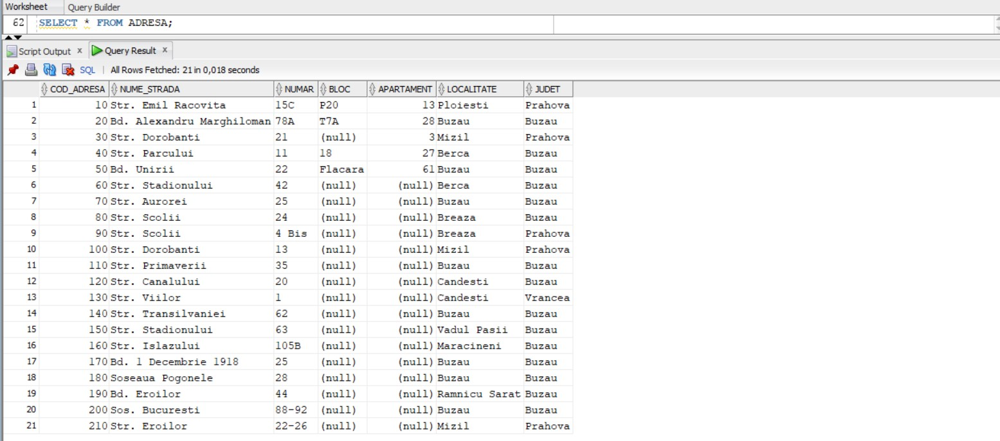 Worksheet Query Builder
62 SELECT * FROM ADRESA;
Script Output x Query Result x
SQL | All Rows Fetched: 21 in 0,018 seconds
COD_ADRESA NUME_STRADA NUMAR BLOC APARTAMENT LOCALITATE JUDET
1 10 Str. Emil Racovita 15C P20 13 Ploiesti Prahova
2 20 Bd. Alexandru Marghiloman 78A T7A 28 Buzau Buzau
3 30 Str. Dorobanti 21 (null) 3 Mizil Prahova
4 40 Str. Parcului 11 18 27 Berca Buzau
5 50 Bd. Unirii 22 Flacara 61 Buzau Buzau
6 60 Str. Stadionului 42 (null) (null) Berca Buzau
7 70 Str. Aurorei 25 (null) (null) Buzau Buzau
8 80 Str. Scolii 24 (null) (null) Breaza Buzau
9 90 Str. Scolii 4 Bis (null) (null) Breaza Prahova
10 100 Str. Dorobanti 13 (null) (null) Mizil Prahova
11 110 Str. Primaverii 35 (null) (null) Buzau Buzau
12 120 Str. Canalului 20 (null) (null) Candesti Buzau
13 130 Str. Viilor 1 (null) (null) Candesti Vrancea
14 140 Str. Transilvaniei 62 (null) (null) Buzau Buzau
15 150 Str. Stadionului 63 (null) (null) Vadul Pasii Buzau
16 160 Str. Islazului 105B (null) (null) Maracineni Buzau
17 170 Bd. 1 Decembrie 1918 25 (null) (null) Buzau Buzau
18 180 Soseaua Pogonele 28 (null) (null) Buzau Buzau
19 190 Bd. Eroilor 44 (null) (null) Ramnicu Sarat Buzau
20 200 Sos. Bucuresti 88-92 (null) (null) Buzau Buzau
21 210 Str. Eroilor 22-26 (null) (null) Mizil Prahova